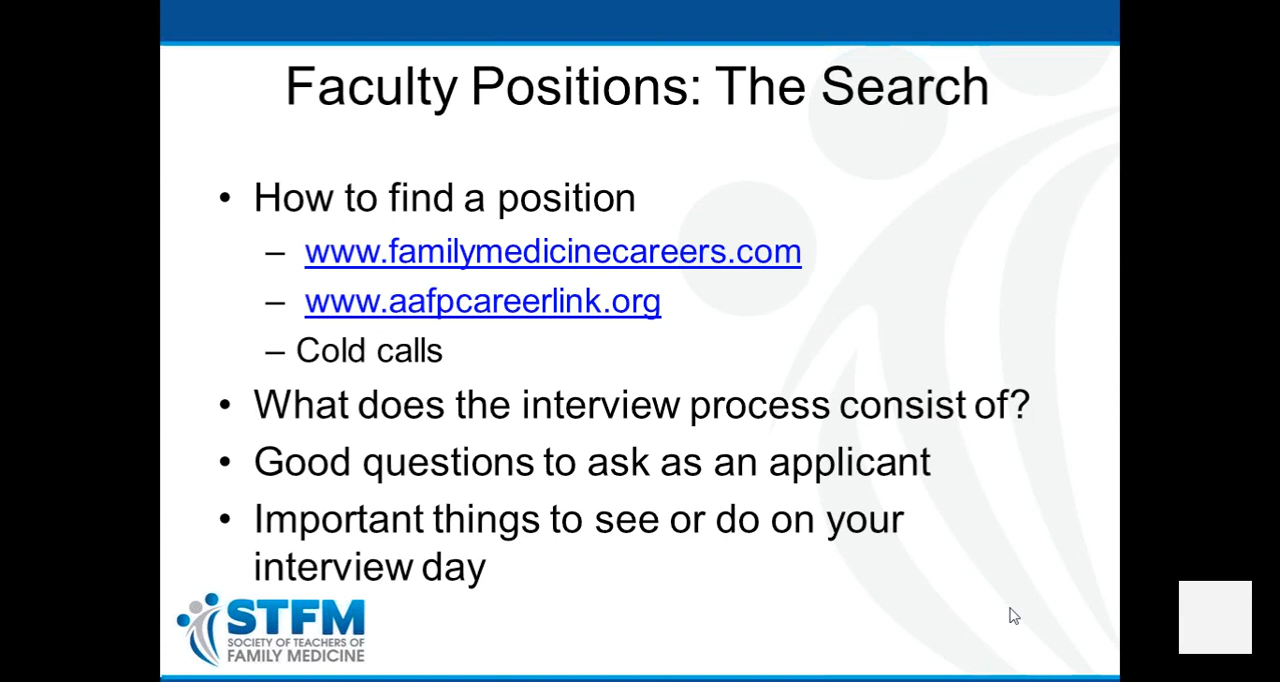 Faculty Positions: The Search
• How to find a position
– www.familymedicinecareers.com
– www.aafpcareerlink.org
– Cold calls
• What does the interview process consist of?
• Good questions to ask as an applicant
• Important things to see or do on your
interview day
STFM
SOCIETY OF TEACHERS OF
FAMILY MEDICINE